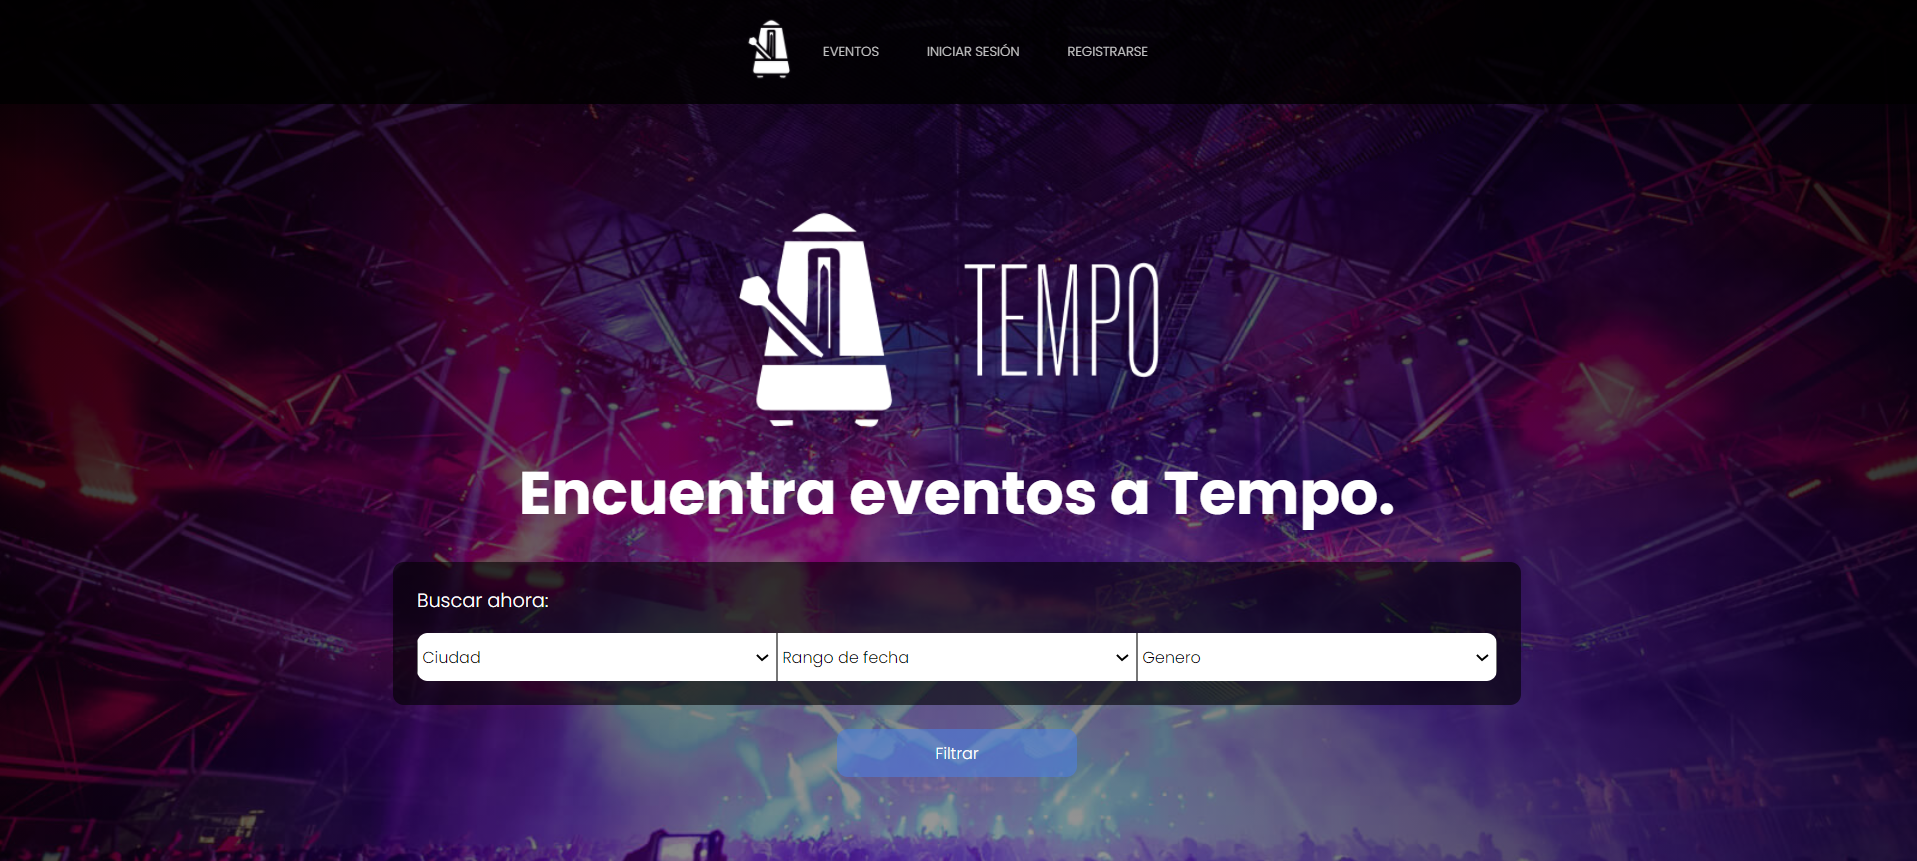 EVENTOS INICIAR SESIÓN REGISTRARSE
TEMPO
Encuentra eventos a Tempo.
Buscar ahora:
Ciudad Rango de fecha Genero
Filtrar